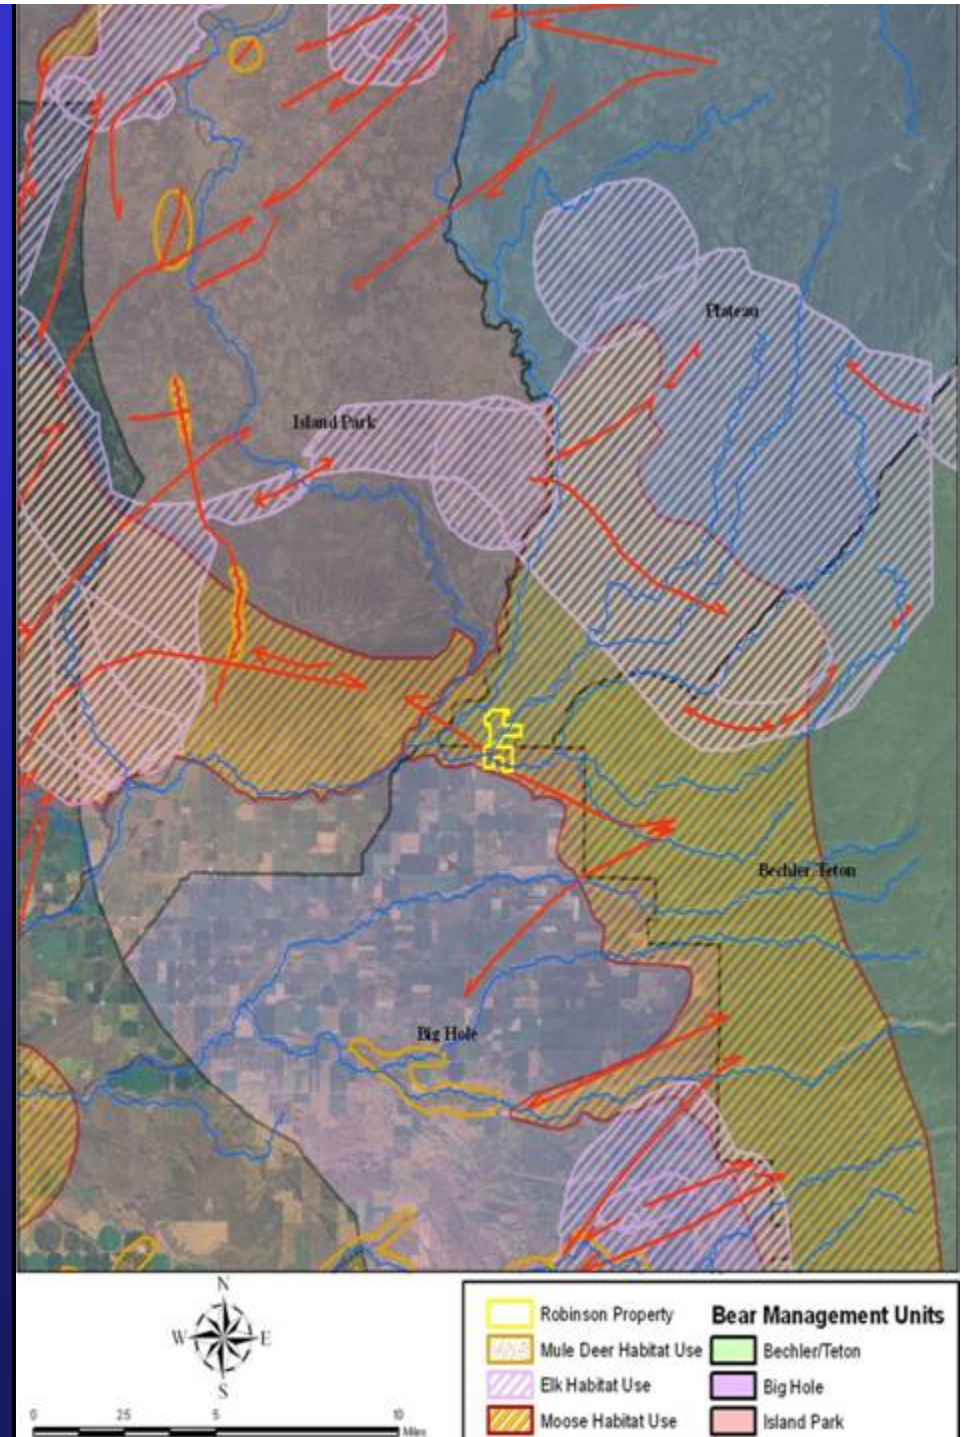 Plateau
Island Park
Bechler/Teton
Big Hole
N
W E
S
0 2.5 5 10
Miles
Robinson Property
Mule Deer Habitat Use
Elk Habitat Use
Moose Habitat Use
Bear Management Units
Bechler/Teton
Big Hole
Island Park